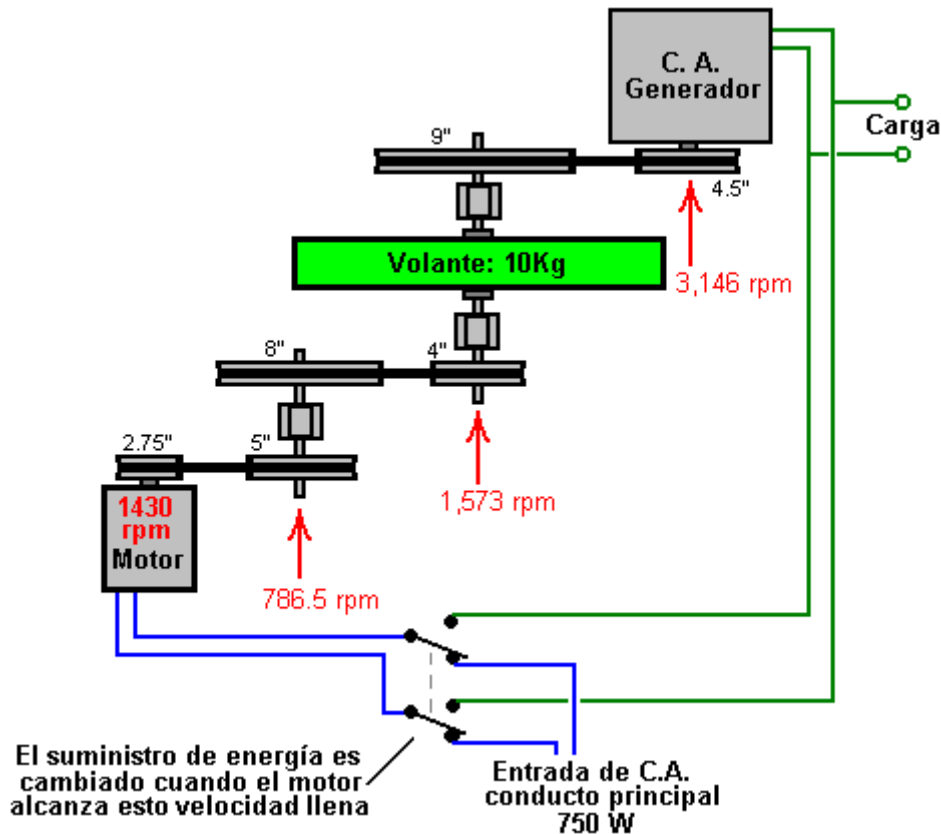 C. A.
Generador
Carga
9"
4.5"
Volante: 10Kg
3,146 rpm
8"
4"
2.75"
5"
1430
rpm
Motor
1,573 rpm
786.5 rpm
El suministro de energía es
cambiado cuando el motor
alcanza esto velocidad llena
Entrada de C.A.
conducto principal
750 W